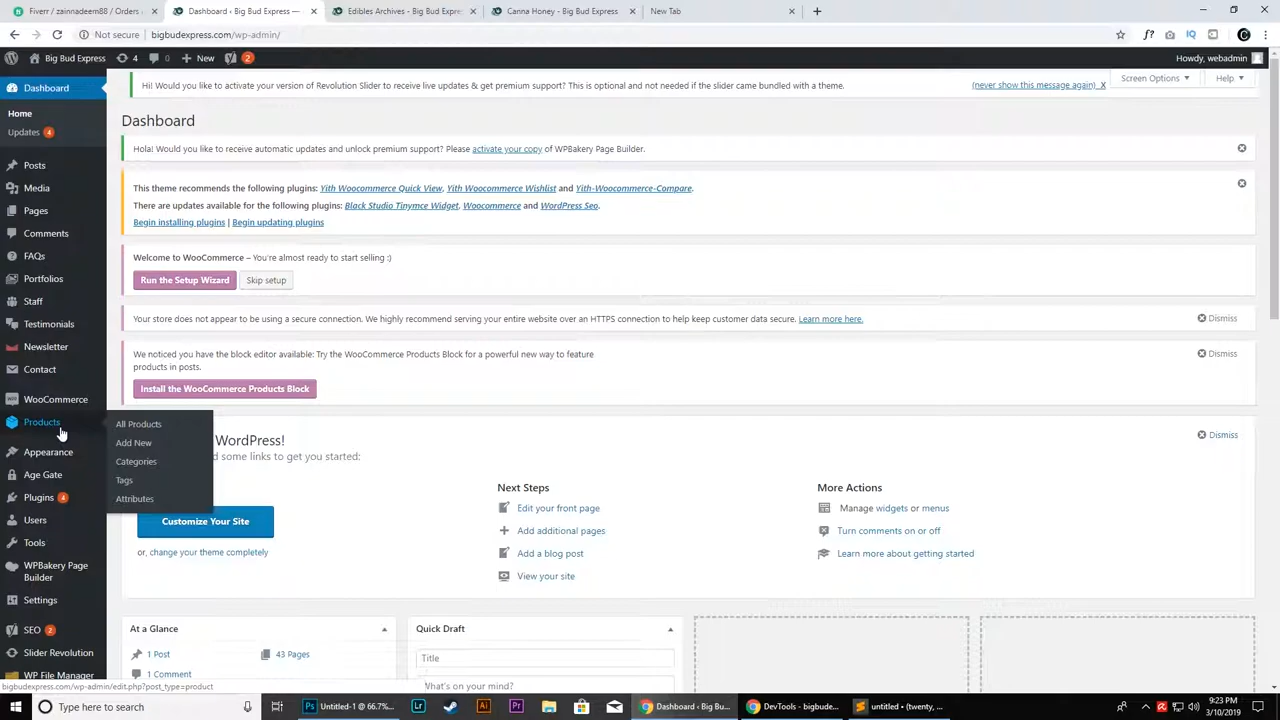 Fiverr / zainnadem88 — Orders
Dashboard ‹ Big Bud Express —
Edibles Archives - Big Bud Expres
Canna Honey - Big Bud Express
New Tab
Not secure | bigbudexpress.com/wp-admin/
Big Bud Express 4 0 New 2
Howdy, webadmin
Dashboard
Home
Updates 4
Posts
Media
Pages
Comments
FAQs
Portfolios
Staff
Testimonials
Newsletter
Contact
WooCommerce
Products
Appearance
Age Gate
Plugins 4
Users
Tools
WPBakery Page
Builder
Settings
SEO 2
Slider Revolution
WP File Manager
All Products
Add New
Categories
Tags
Attributes
Hi! Would you like to activate your version of Revolution Slider to receive live updates & get premium support? This is optional and not needed if the slider came bundled with a theme.
(never show this message again) X
Screen Options
Help
Dashboard
Hola! Would you like to receive automatic updates and unlock premium support? Please activate your copy of WPBakery Page Builder.
This theme recommends the following plugins: Yith Woocommerce Quick View, Yith Woocommerce Wishlist and Yith-Woocommerce-Compare.
There are updates available for the following plugins: Black Studio Tinymce Widget, Woocommerce and WordPress Seo.
Begin installing plugins | Begin updating plugins
Welcome to WooCommerce – You're almost ready to start selling :)
Run the Setup Wizard
Skip setup
Your store does not appear to be using a secure connection. We highly recommend serving your entire website over an HTTPS connection to help keep customer data secure. Learn more here.
Dismiss
We noticed you have the block editor available: Try the WooCommerce Products Block for a powerful new way to feature
products in posts.
Dismiss
Install the WooCommerce Products Block
WordPress!
Dismiss
some links to get you started:
Customize Your Site
or, change your theme completely
Next Steps
Edit your front page
Add additional pages
Add a blog post
View your site
More Actions
Manage widgets or menus
Turn comments on or off
Learn more about getting started
At a Glance
1 Post
43 Pages
1 Comment
Quick Draft
Title
What's on your mind?
bigbudexpress.com/wp-admin/edit.php?post_type=product
Type here to search
Untitled-1 @ 66.7%...
Dashboard ‹ Big Bu...
DevTools - bigbude...
untitled • (twenty, ...
9:23 PM
3/10/2019